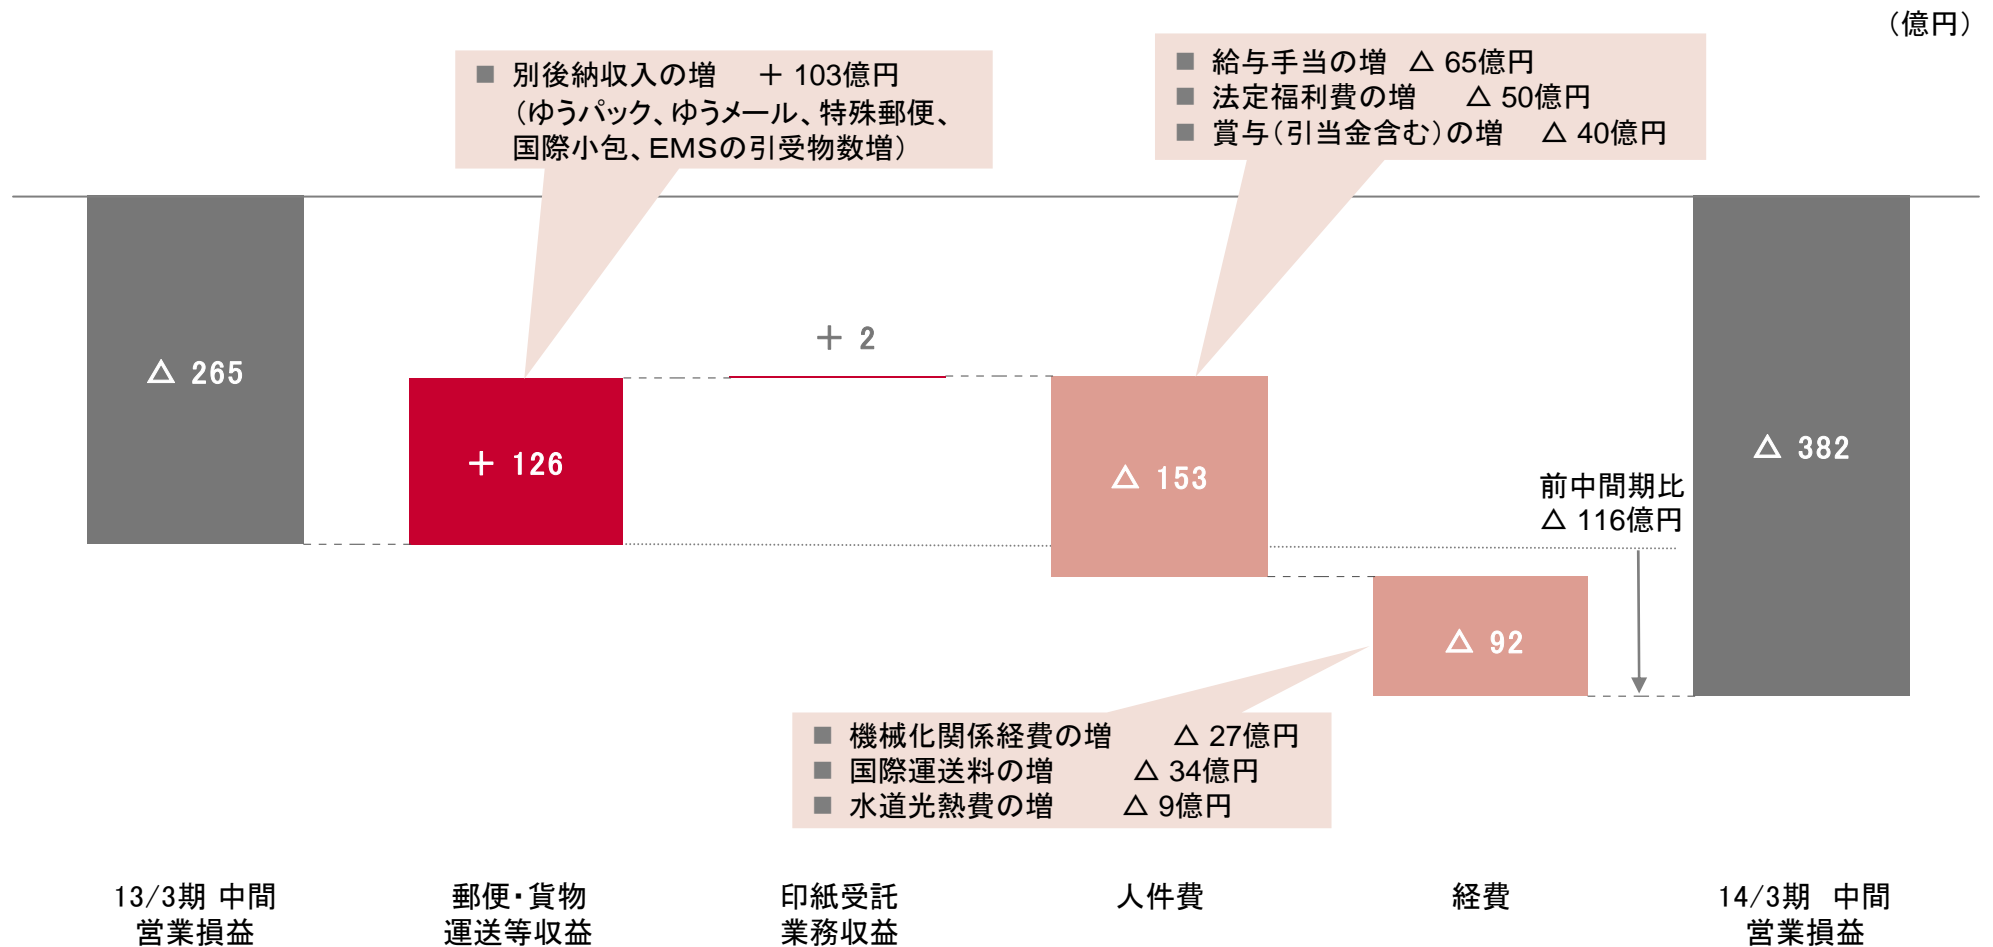 （億円）
■ 別後納収入の増　＋ 103億円
（ゆうパック、ゆうメール、特殊郵便、
国際小包、EMSの引受物数増）
■ 給与手当の増　△ 65億円
■ 法定福利費の増　△ 50億円
■ 賞与（引当金含む）の増　△ 40億円
△ 265
＋ 126
＋ 2
△ 153
△ 92
前中間期比
△ 116億円
△ 382
■ 機械化関係経費の増　△ 27億円
■ 国際運送料の増　△ 34億円
■ 水道光熱費の増　△ 9億円
13/3期 中間
営業損益
郵便・貨物
運送等収益
印紙受託
業務収益
人件費
経費
14/3期 中間
営業損益